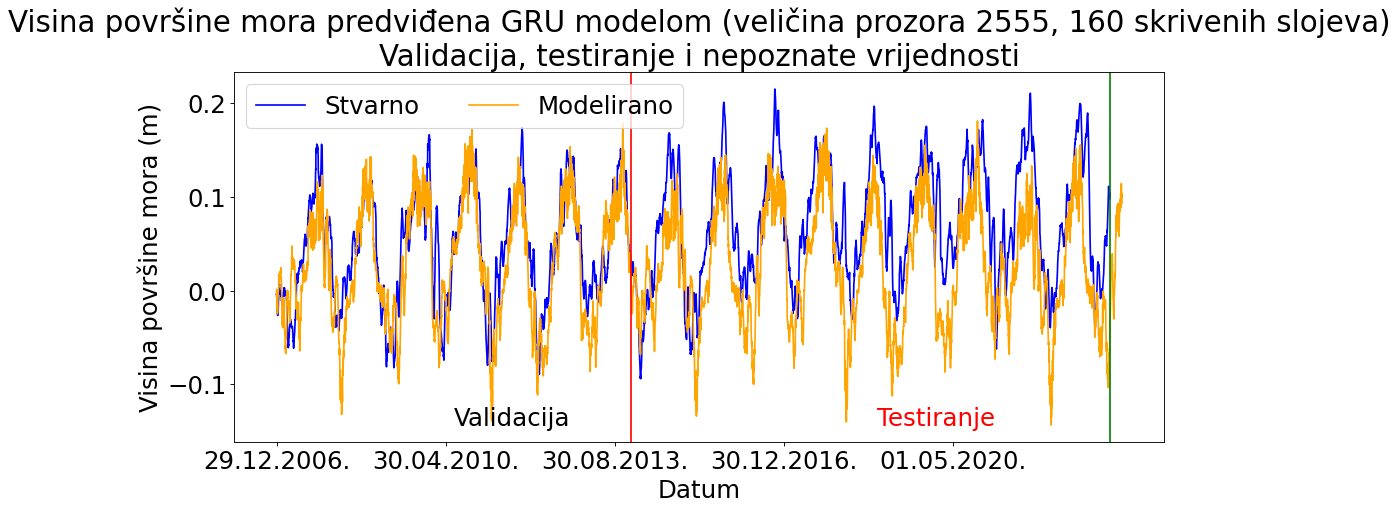 Visina površine mora predviđena GRU modelom (veličina prozora 2555, 160 skrivenih slojeva)
Validacija, testiranje i nepoznate vrijednosti
Stvarno
Modelirano
Visina površine mora (m)
0.2
0.1
0.0
−0.1
Validacija
Testiranje
29.12.2006.
30.04.2010.
30.08.2013.
30.12.2016.
01.05.2020.
Datum